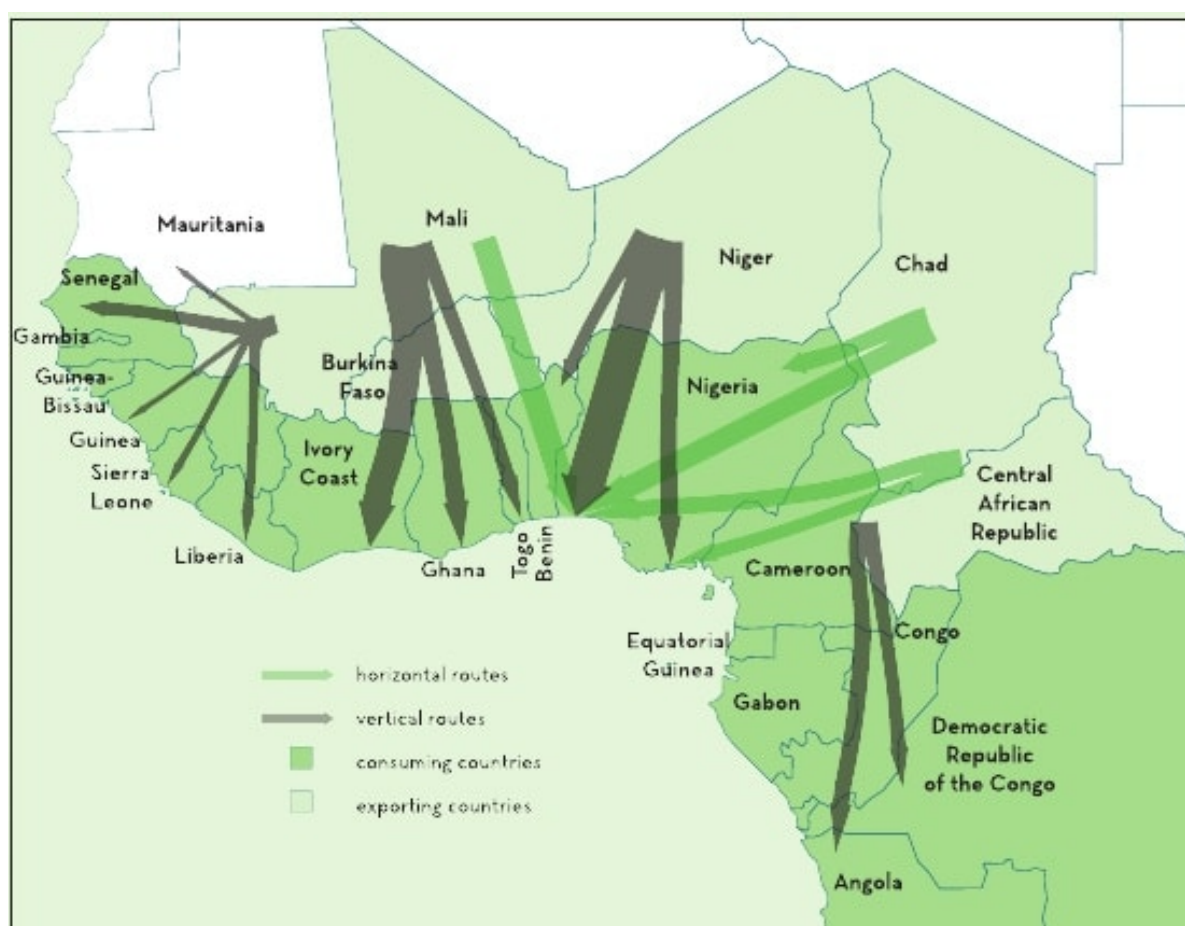 Mauritania
Mali
Niger
Chad
Senegal
Gambia
Guinea-
Bissau
Guinea
Sierra
Leone
Liberia
Burkina
Faso
Ivory
Coast
Ghana
Togo
Benin
Nigeria
Central
African
Republic
Cameroon
Equatorial
Guinea
Congo
Gabon
Democratic
Republic
of the Congo
Angola
horizontal routes
vertical routes
consuming countries
exporting countries